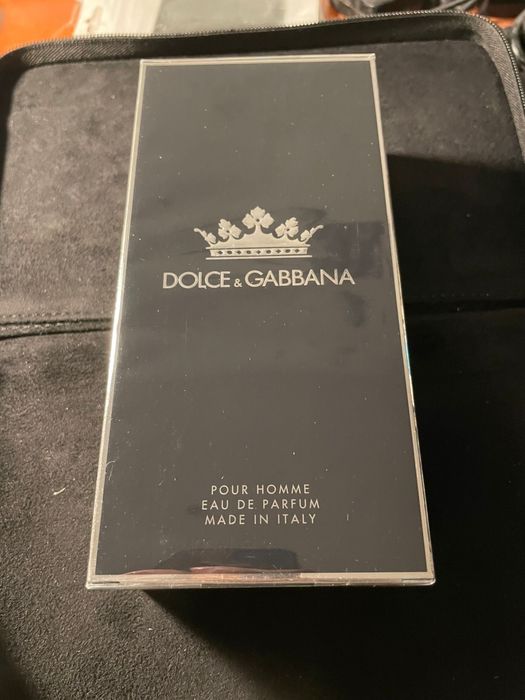 DOLCE & GABBANA
POUR HOMME
EAU DE PARFUM
MADE IN ITALY